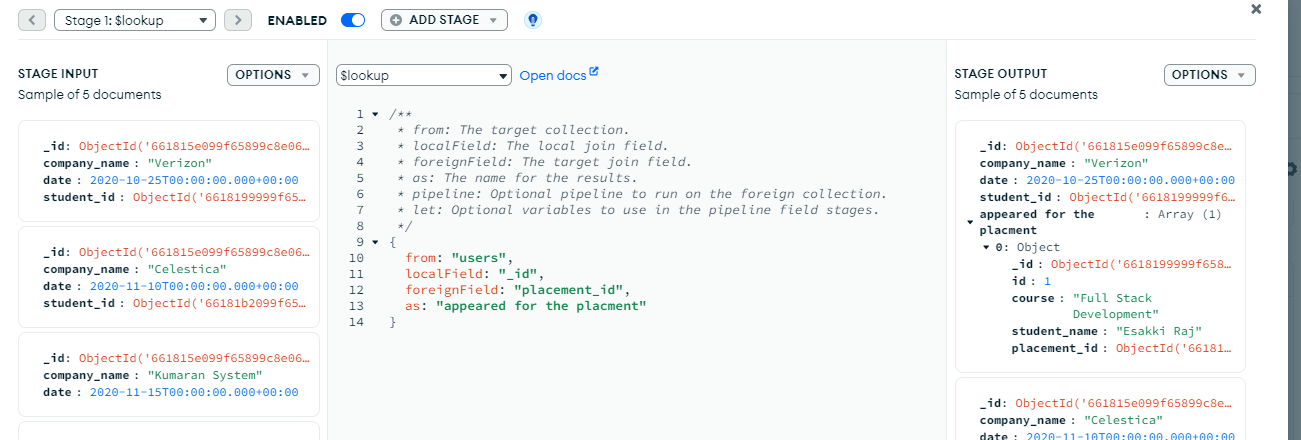 Stage 1: $lookup
ENABLED
ADD STAGE
STAGE INPUT
OPTIONS
Sample of 5 documents
_id: ObjectId('661815e099f65899c8e06…
company_name : "Verizon"
date : 2020-10-25T00:00:00.000+00:00
student_id : ObjectId('6618199999f65…
_id: ObjectId('661815e099f65899c8e06…
company_name : "Celestica"
date : 2020-11-10T00:00:00.000+00:00
student_id : ObjectId('66181b2099f65…
_id: ObjectId('661815e099f65899c8e06…
company_name : "Kumaran System"
date : 2020-11-15T00:00:00.000+00:00
$lookup
Open docs
1 /**
2 * from: The target collection.
3 * localField: The local join field.
4 * foreignField: The target join field.
5 * as: The name for the results.
6 * pipeline: Optional pipeline to run on the foreign collection.
7 * let: Optional variables to use in the pipeline field stages.
8 */
9 {
10 from: "users",
11 localField: "_id",
12 foreignField: "placement_id",
13 as: "appeared for the placment"
14 }
STAGE OUTPUT
OPTIONS
Sample of 5 documents
_id: ObjectId('661815e099f65899c8e…
company_name : "Verizon"
date : 2020-10-25T00:00:00.000+00:00
student_id : ObjectId('6618199999f6…
appeared for the : Array (1)
placment
0: Object
_id : ObjectId('6618199999f658…
id : 1
course : "Full Stack
Development"
student_name : "Esakki Raj"
placement_id : ObjectId('66181…
_id: ObjectId('661815e099f65899c8e…
company_name : "Celestica"
date : 2020-11-10T00:00:00.000+00:00